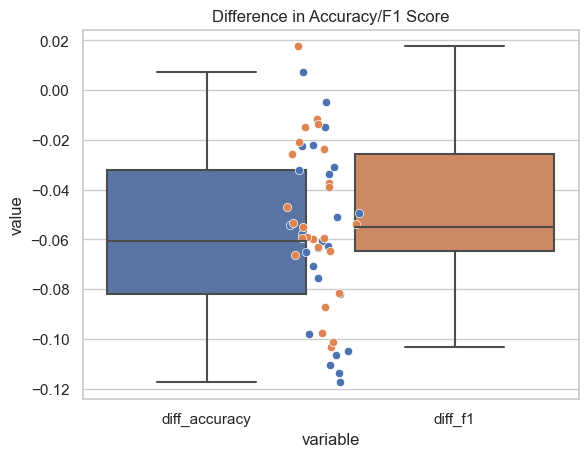 Difference in Accuracy/F1 Score
value
0.02
0.00
−0.02
−0.04
−0.06
−0.08
−0.10
−0.12
diff_accuracy
diff_f1
variable